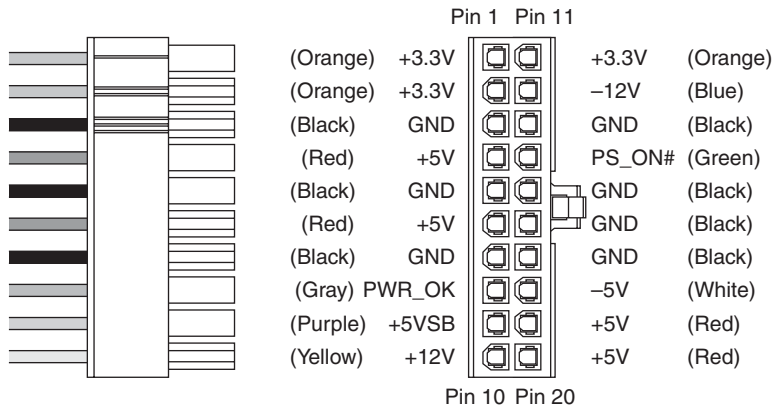 Pin 1 Pin 11
(Orange) +3.3V +3.3V (Orange)
(Orange) +3.3V –12V (Blue)
(Black) GND GND (Black)
(Red) +5V PS_ON# (Green)
(Black) GND GND (Black)
(Red) +5V GND (Black)
(Black) GND GND (Black)
(Gray) PWR_OK –5V (White)
(Purple) +5VSB +5V (Red)
(Yellow) +12V +5V (Red)
Pin 10 Pin 20